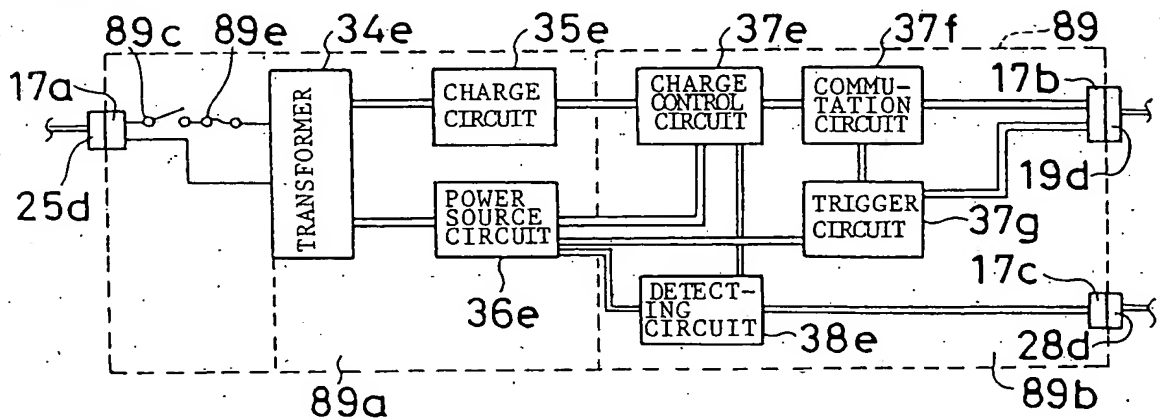 89c
89e
34e
35e
37e
37f
89
17a
17b
TRANSFORMER
CHARGE
CIRCUIT
CHARGE
CONTROL
CIRCUIT
COMMU-
TATION
CIRCUIT
25d
19d
POWER
SOURCE
CIRCUIT
TRIGGER
CIRCUIT
37g
17c
36e
DETECT-
ING
CIRCUIT
38e
28d
89a
89b